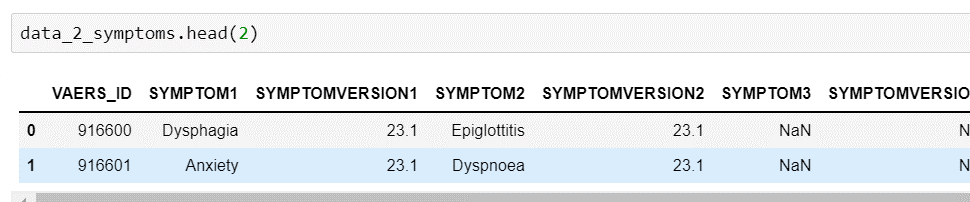 data_2_symptoms.head(2)
VAERS_ID SYMPTOM1 SYMPTOMVERSION1 SYMPTOM2 SYMPTOMVERSION2 SYMPTOM3 SYMPTOMVERSIO
0 916600 Dysphagia 23.1 Epiglottitis 23.1 NaN N
1 916601 Anxiety 23.1 Dyspnoea 23.1 NaN N